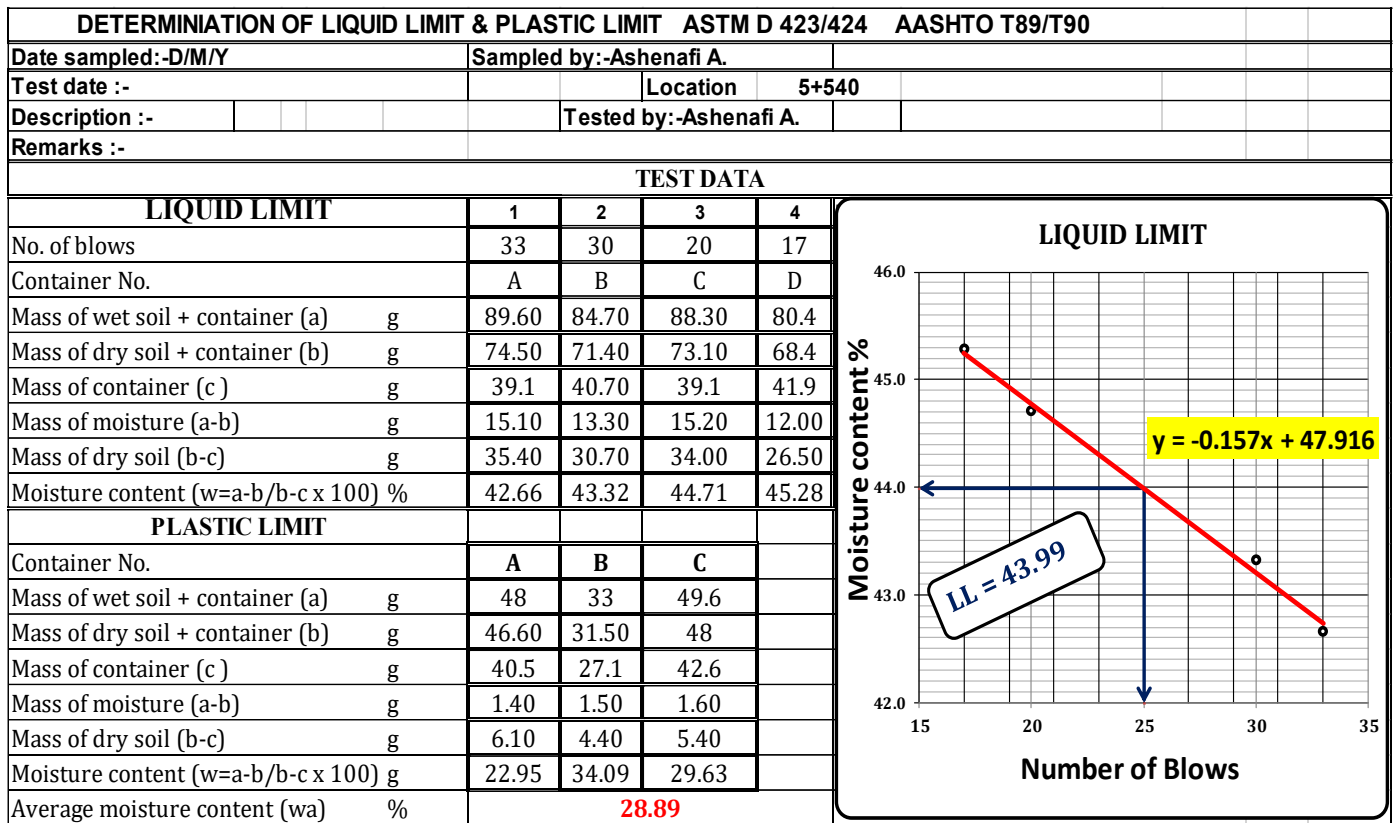 DETERMINIATION OF LIQUID LIMIT & PLASTIC LIMIT ASTM D 423/424 AASHTO T89/T90
Date sampled:-D/M/Y Sampled by:-Ashenafi A.
Test date :- Location 5+540
Description :- Tested by:-Ashenafi A.
Remarks :-
TEST DATA
LIQUID LIMIT 1 2 3 4
No. of blows 33 30 20 17
Container No. A B C D
Mass of wet soil + container (a) g 89.60 84.70 88.30 80.4
Mass of dry soil + container (b) g 74.50 71.40 73.10 68.4
Mass of container (c ) g 39.1 40.70 39.1 41.9
Mass of moisture (a-b) g 15.10 13.30 15.20 12.00
Mass of dry soil (b-c) g 35.40 30.70 34.00 26.50
Moisture content (w=a-b/b-c x 100) % 42.66 43.32 44.71 45.28
PLASTIC LIMIT
Container No. A B C
Mass of wet soil + container (a) g 48 33 49.6
Mass of dry soil + container (b) g 46.60 31.50 48
Mass of container (c ) g 40.5 27.1 42.6
Mass of moisture (a-b) g 1.40 1.50 1.60
Mass of dry soil (b-c) g 6.10 4.40 5.40
Moisture content (w=a-b/b-c x 100) g 22.95 34.09 29.63
Average moisture content (wa) % 28.89
LIQUID LIMIT
Moisture content %
46.0
45.0
44.0
43.0
42.0
y = -0.157x + 47.916
LL = 43.99
15 20 25 30 35
Number of Blows